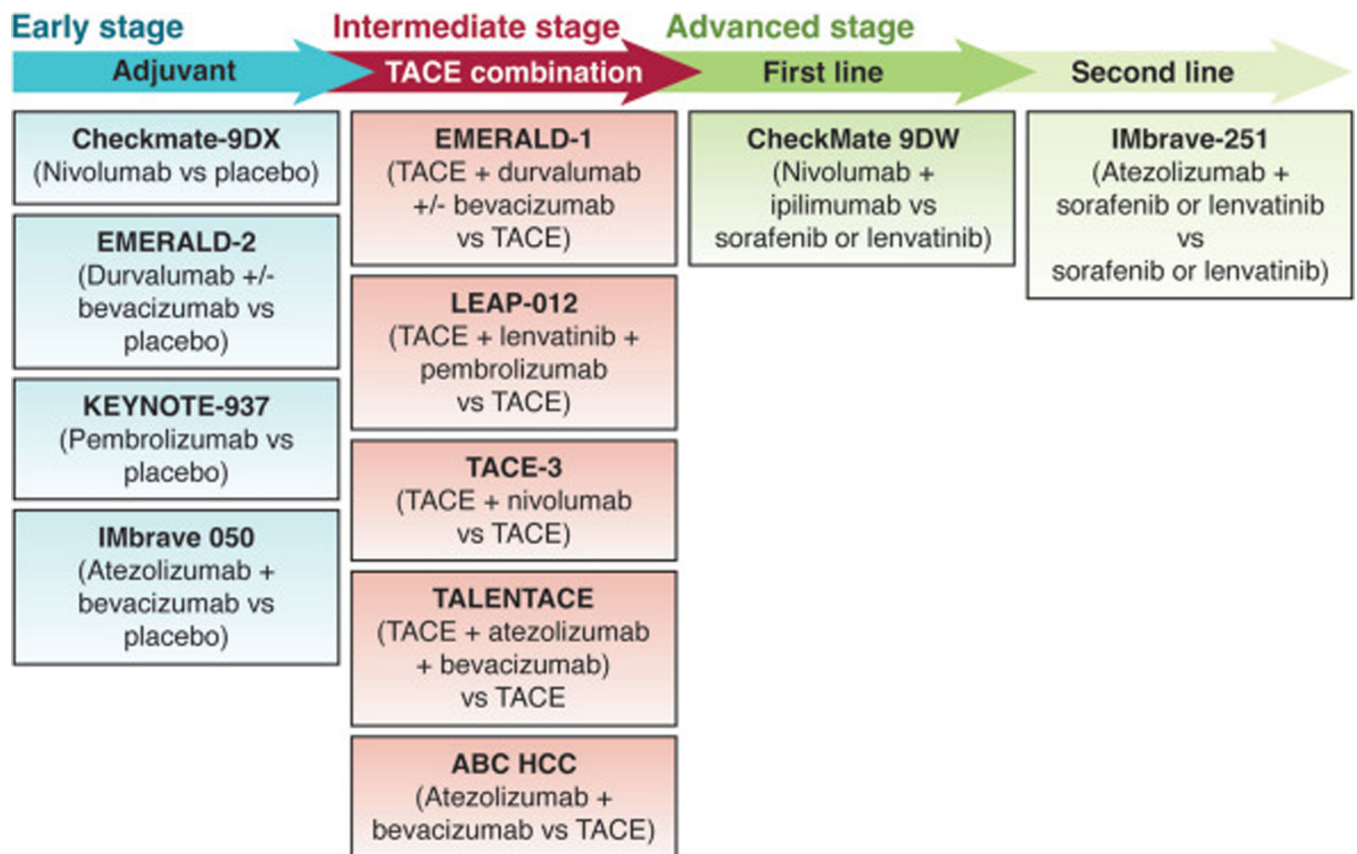 Early stage
Intermediate stage
Advanced stage
Adjuvant
TACE combination
First line
Second line
Checkmate-9DX
(Nivolumab vs placebo)
EMERALD-2
(Durvalumab +/-
bevacizumab vs
placebo)
KEYNOTE-937
(Pembrolizumab vs
placebo)
IMbrave 050
(Atezolizumab +
bevacizumab vs
placebo)
EMERALD-1
(TACE + durvalumab
+/- bevacizumab
vs TACE)
LEAP-012
(TACE + lenvatinib +
pembrolizumab
vs TACE)
TACE-3
(TACE + nivolumab
vs TACE)
TALENTACE
(TACE + atezolizumab
+ bevacizumab)
vs TACE
ABC HCC
(Atezolizumab +
bevacizumab vs TACE)
CheckMate 9DW
(Nivolumab +
ipilimumab vs
sorafenib or lenvatinib)
IMbrave-251
(Atezolizumab +
sorafenib or lenvatinib
vs
sorafenib or lenvatinib)